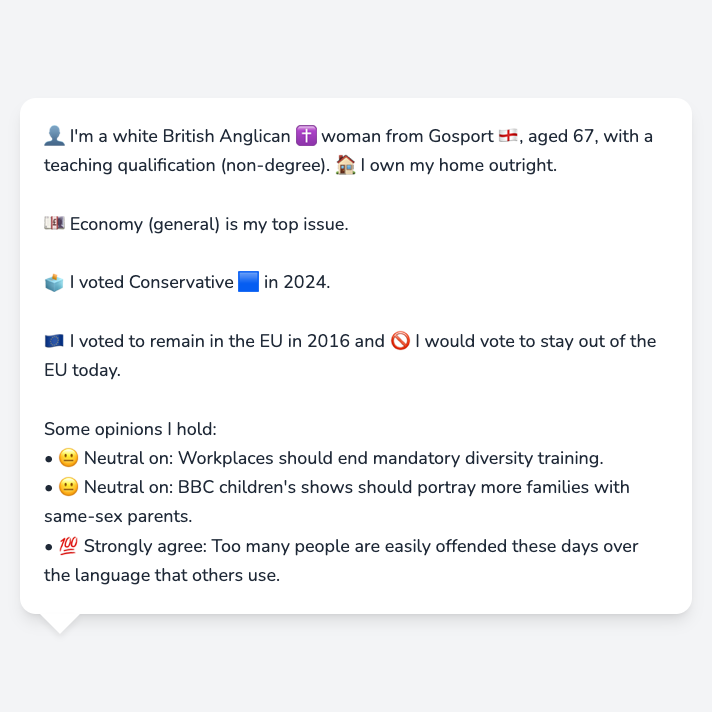 👤 I'm a white British Anglican ✝️ woman from Gosport 🏴󠁧󠁢󠁥󠁮󠁧󠁿, aged 67, with a
teaching qualification (non-degree). 🏠 I own my home outright.
💷 Economy (general) is my top issue.
🗳️ I voted Conservative 🟦 in 2024.
🇪🇺 I voted to remain in the EU in 2016 and 🚫 I would vote to stay out of the
EU today.
Some opinions I hold:
• 😐 Neutral on: Workplaces should end mandatory diversity training.
• 😐 Neutral on: BBC children's shows should portray more families with
same-sex parents.
• 💯 Strongly agree: Too many people are easily offended these days over
the language that others use.